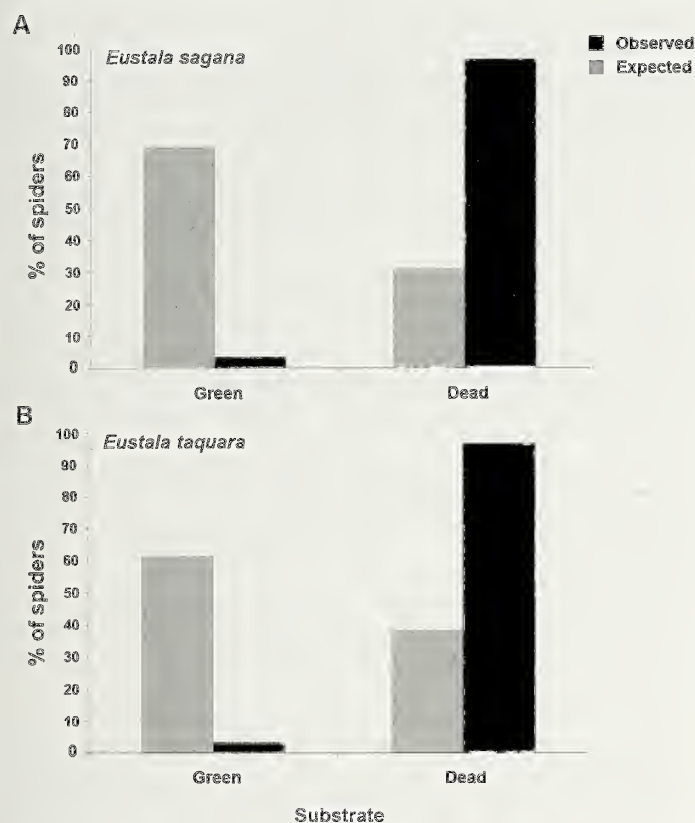 A
Eustala sagana
Observed
Expected
% of spiders
100
90
80
70
60
50
40
30
20
10
0
Green Dead
B
Eustala taquara
% of spiders
100
90
80
70
60
50
40
30
20
10
0
Green Dead
Substrate